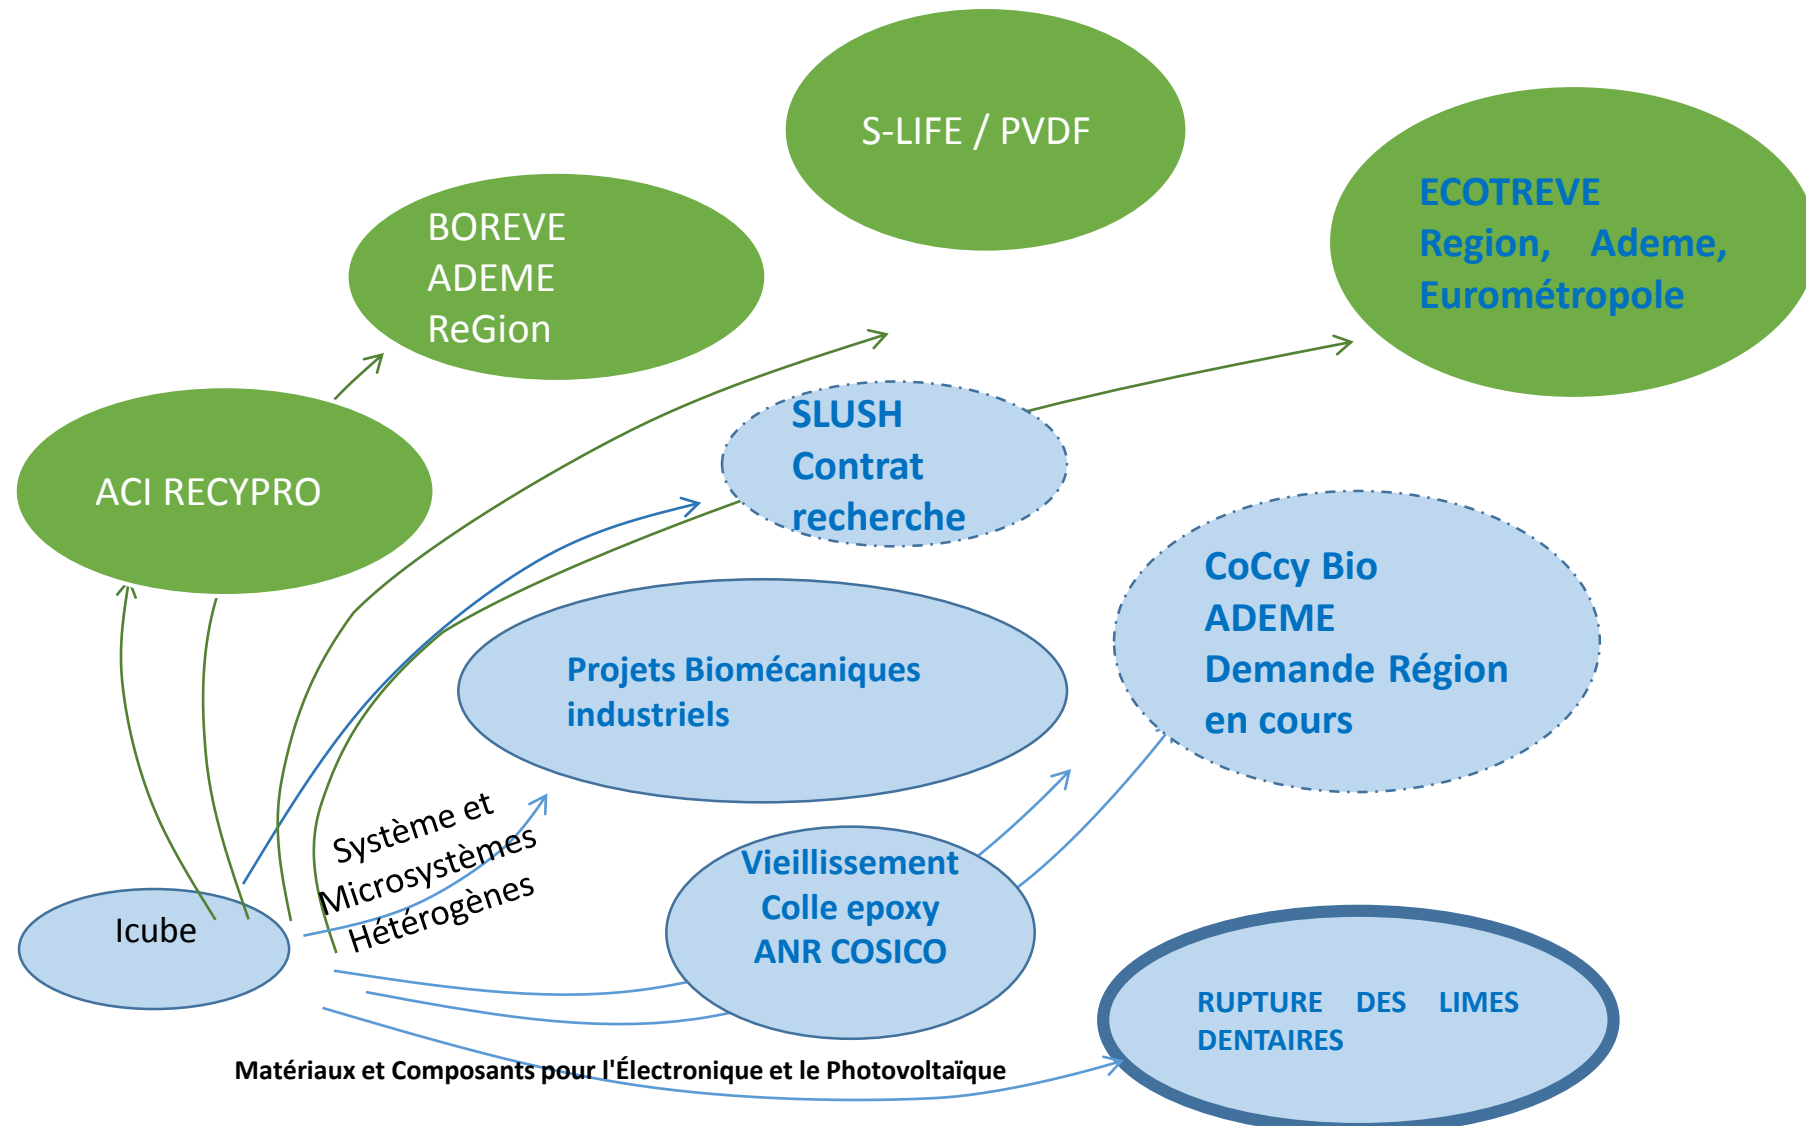 S-LIFE / PVDF
ECOTREVE
Region, Ademe,
Eurométropole
BOREVE
ADEME
ReGion
SLUSH
Contrat
recherche
ACI RECYPRO
CoCcy Bio
ADEME
Demande Région
en cours
Projets Biomécaniques
industriels
Système et
Microsystèmes
Hétérogènes
Vieillissement
Colle epoxy
ANR COSICO
Icube
RUPTURE DES LIMES
DENTAIRES
Matériaux et Composants pour l'Électronique et le Photovoltaïque